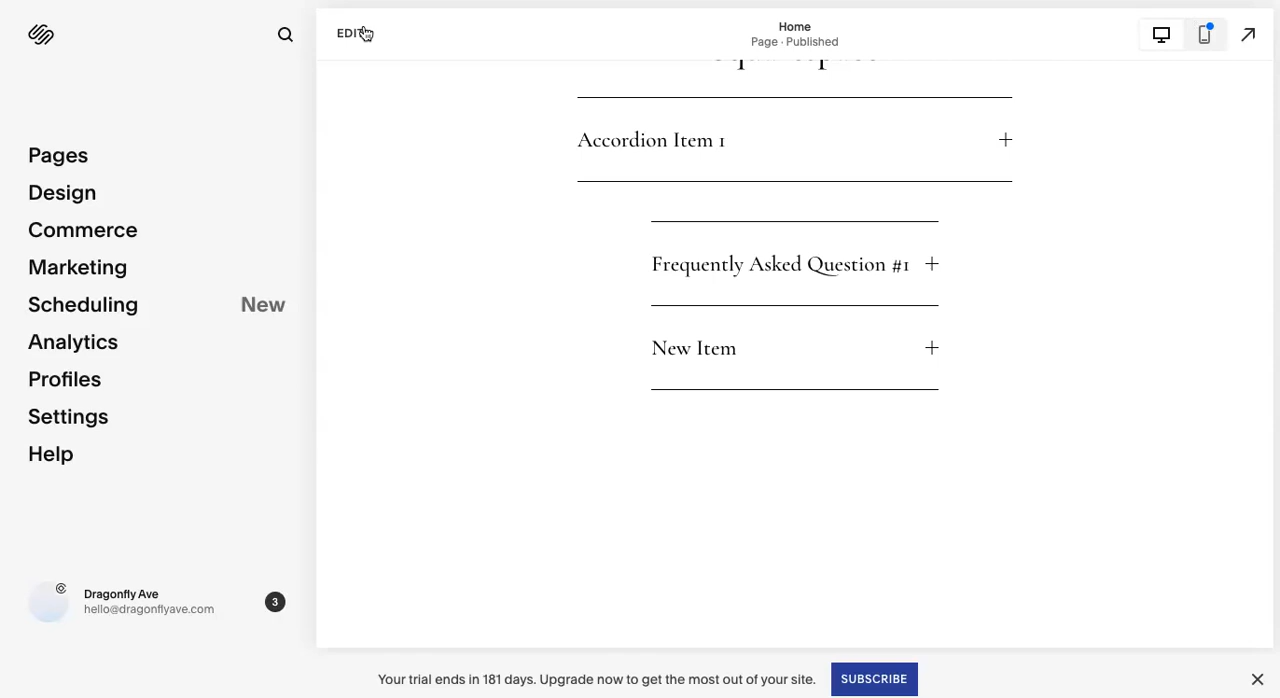 EDIT
Home
Page · Published
Pages
Design
Commerce
Marketing
Scheduling New
Analytics
Profiles
Settings
Help
Dragonfly Ave
hello@dragonflyave.com
3
Accordion Item 1
Frequently Asked Question #1
New Item
Your trial ends in 181 days. Upgrade now to get the most out of your site.
SUBSCRIBE